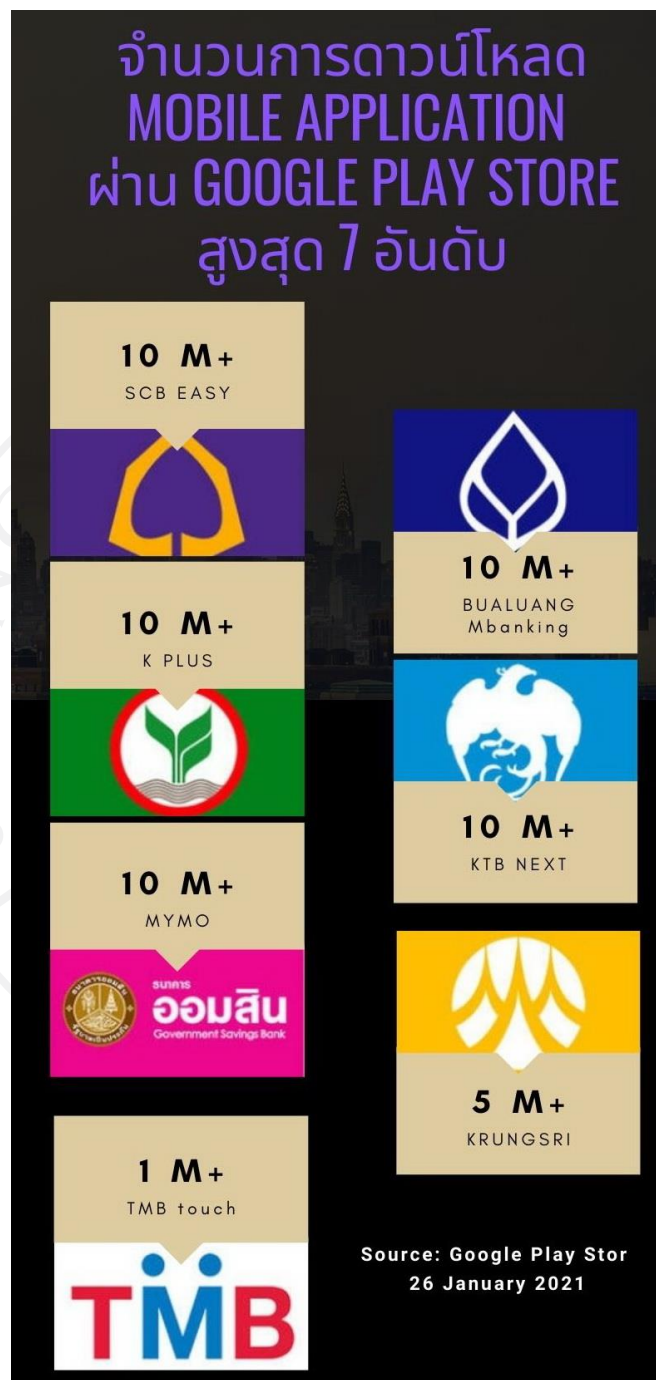 จำนวนการดาวน์โหลด
MOBILE APPLICATION
ผ่าน GOOGLE PLAY STORE
สูงสุด 7 อันดับ
10 M+
SCB EASY
10 M+
BUALUANG
Mbanking
10 M+
K PLUS
10 M+
KTB NEXT
10 M+
MYMO
ธนาคาร
ออมสิน
Government Savings Bank
5 M+
KRUNGSRI
1 M+
TMB touch
TMB
Source: Google Play Stor
26 January 2021